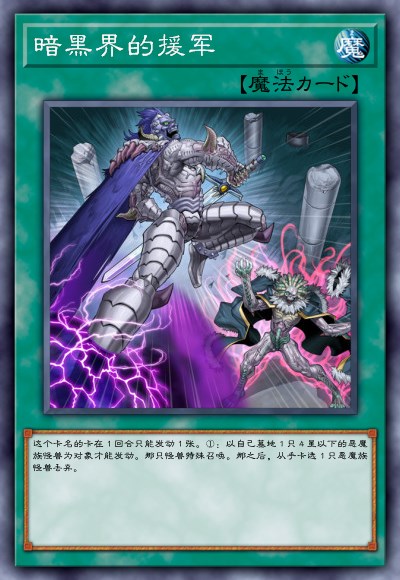 暗黑界的援军
魔
【魔法カード】
まほう
这个卡名的卡在1回合只能发动1张。①：以自己墓地1只4星以下的恶魔
族怪兽为对象才能发动。那只怪兽特殊召唤。那之后，从手卡选1只恶魔族
怪兽丢弃。